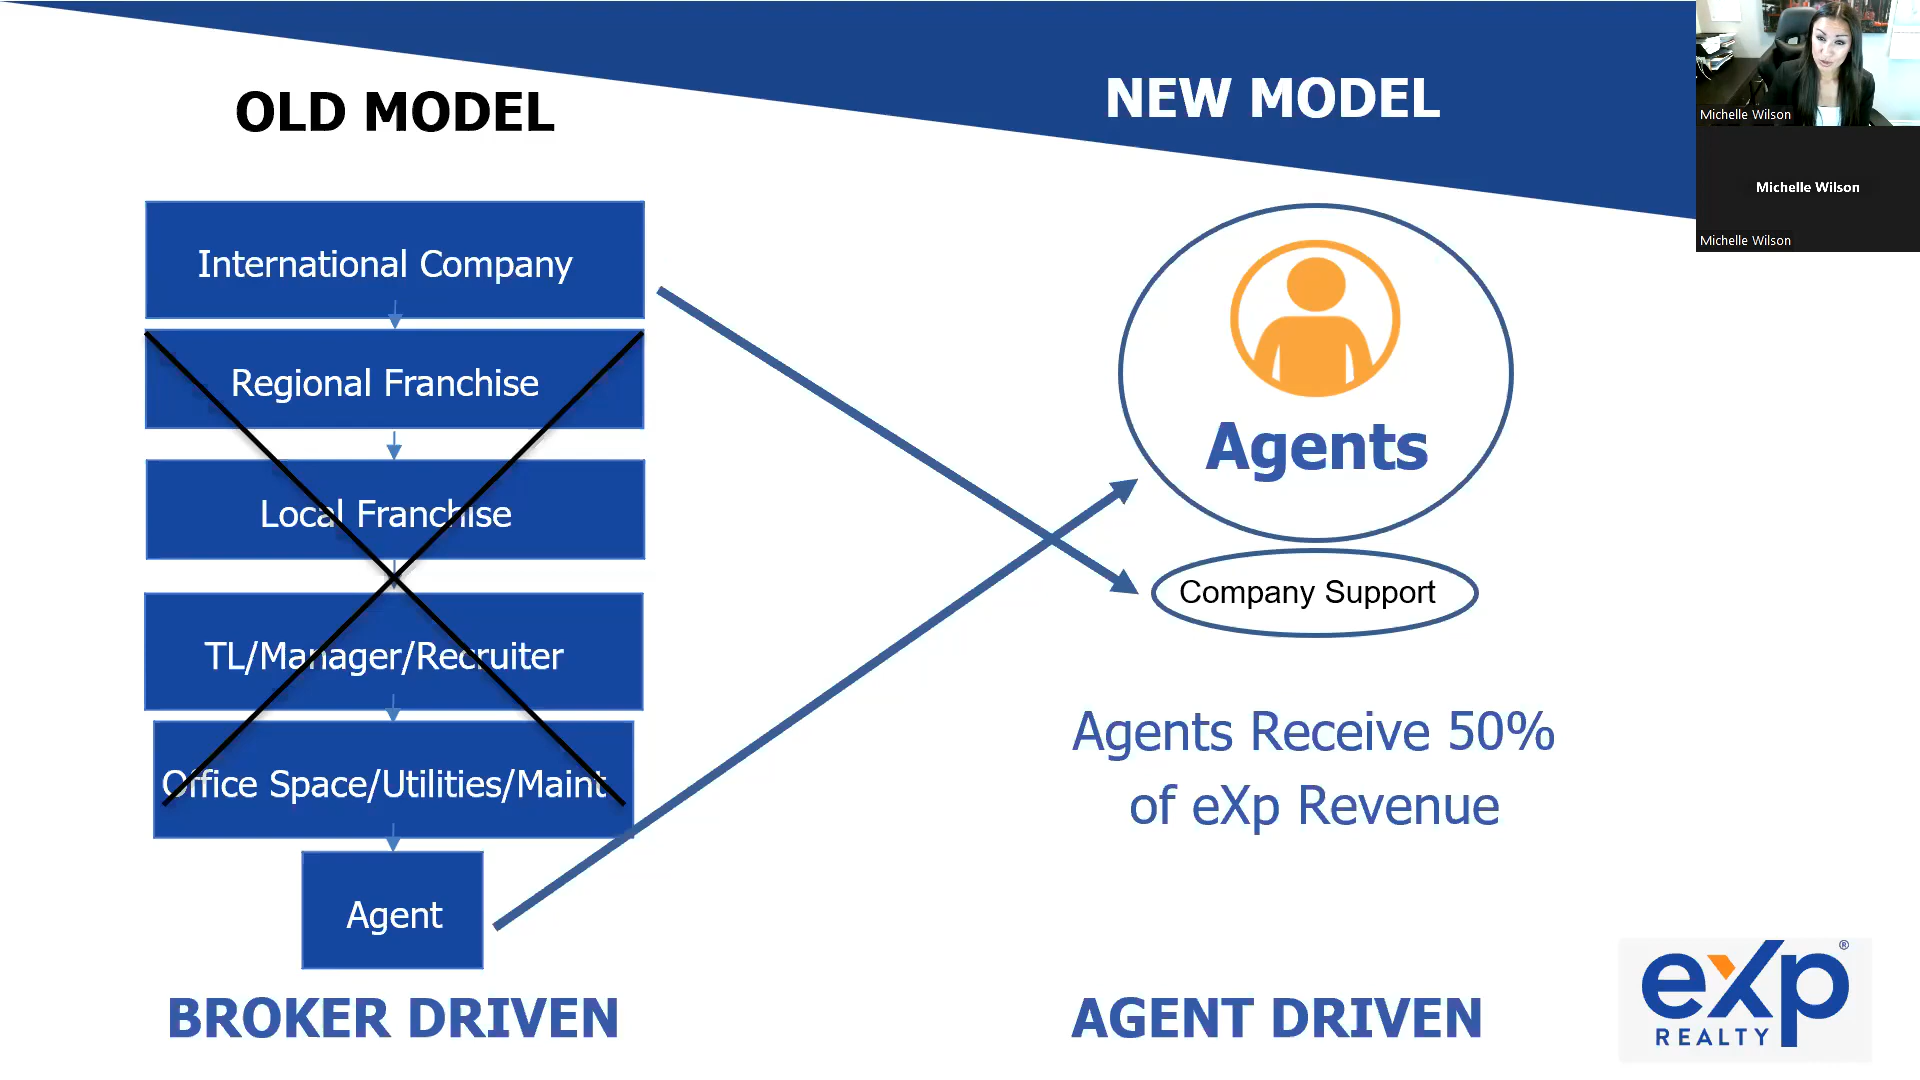 OLD MODEL
NEW MODEL
Michelle Wilson
Michelle Wilson
Michelle Wilson
International Company
Regional Franchise
Local Franchise
TL/Manager/Recruiter
Office Space/Utilities/Maint
Agent
BROKER DRIVEN
Agents
Company Support
Agents Receive 50%
of eXp Revenue
AGENT DRIVEN
eXp®
REALTY